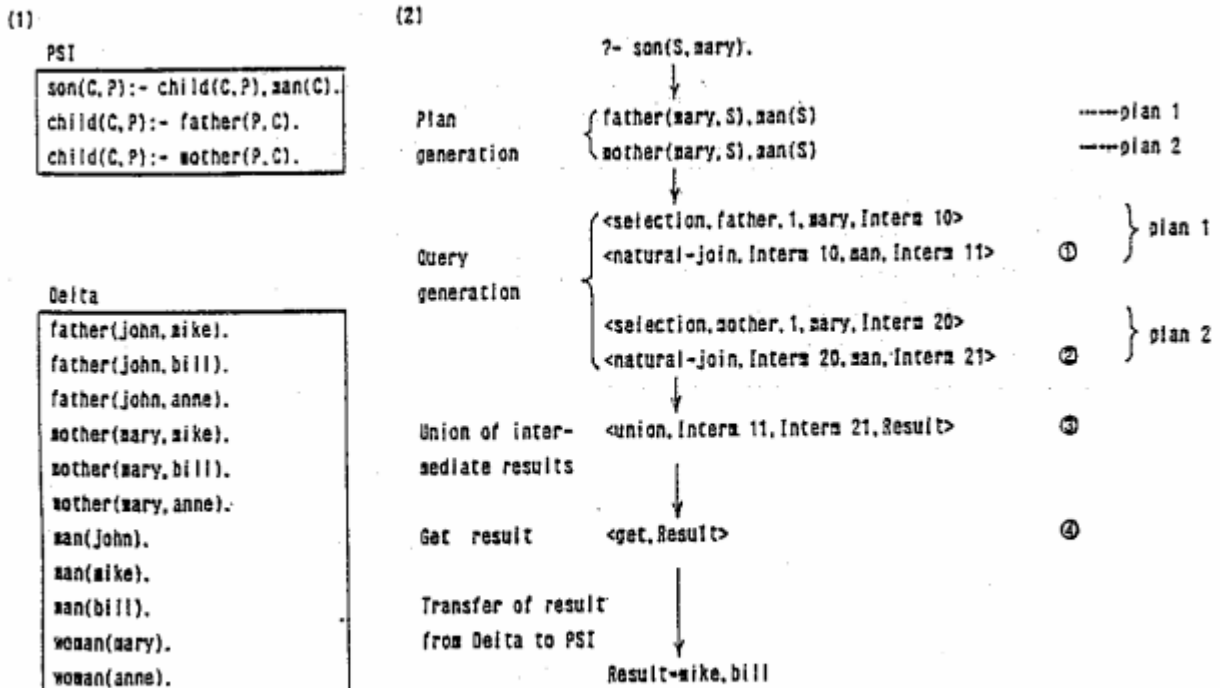 (1)
PSI
son(C,P):- child(C,P),man(C).
child(C,P):- father(P,C).
child(C,P):- mother(P,C).
Delta
father(john,mike).
father(john,bill).
father(john,anne).
mother(mary,mike).
mother(mary,bill).
mother(mary,anne).
man(john).
man(mike).
man(bill).
woman(mary).
woman(anne).
(2)
?- son(S,mary).
Plan
generation
father(mary,S),man(S) ------plan 1
mother(mary,S),man(S) ------plan 2
Query
generation
<selection,father,1,mary,Interm 10>
<natural-join,Interm 10,man,Interm 11> ①
plan 1
<selection,mother,1,mary,Interm 20>
<natural-join,Interm 20,man,Interm 21> ②
plan 2
Union of inter-
mediate results
<union,Interm 11,Interm 21,Result> ③
Get result <get,Result> ④
Transfer of result
from Delta to PSI
Result=mike,bill